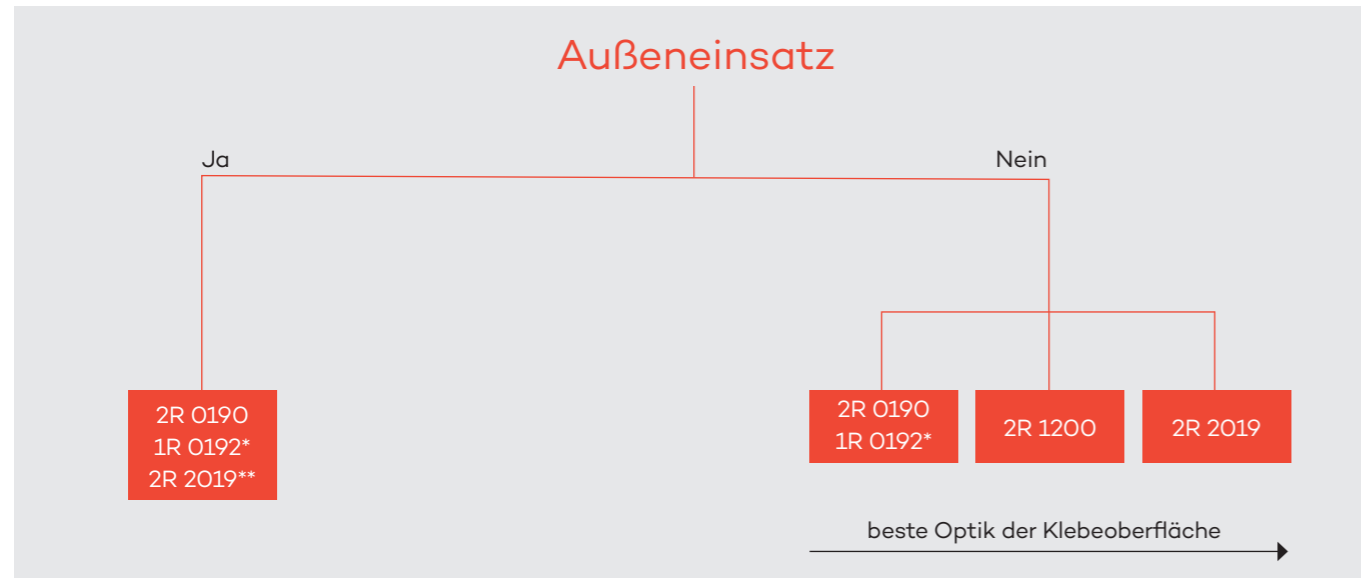 Außeneinsatz
Ja
Nein
2R 0190
1R 0192*
2R 2019**
2R 0190
1R 0192*
2R 1200
2R 2019
beste Optik der Klebeoberfläche